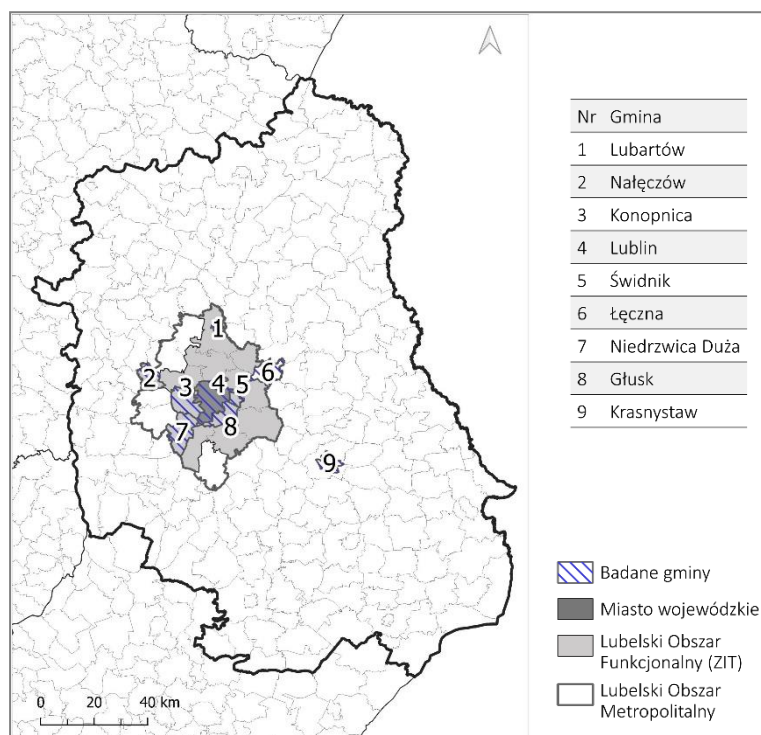 Nr Gmina
1 Lubartów
2 Nałęczów
3 Konopnica
4 Lublin
5 Świdnik
6 Łęczna
7 Niedrzwica Duża
8 Głusk
9 Krasnystaw
1
2
3
4
5
6
7
8
9
Badane gminy
Miasto wojewódzkie
Lubelski Obszar
Funkcjonalny (ZIT)
Lubelski Obszar
Metropolitalny
0 20 40 km